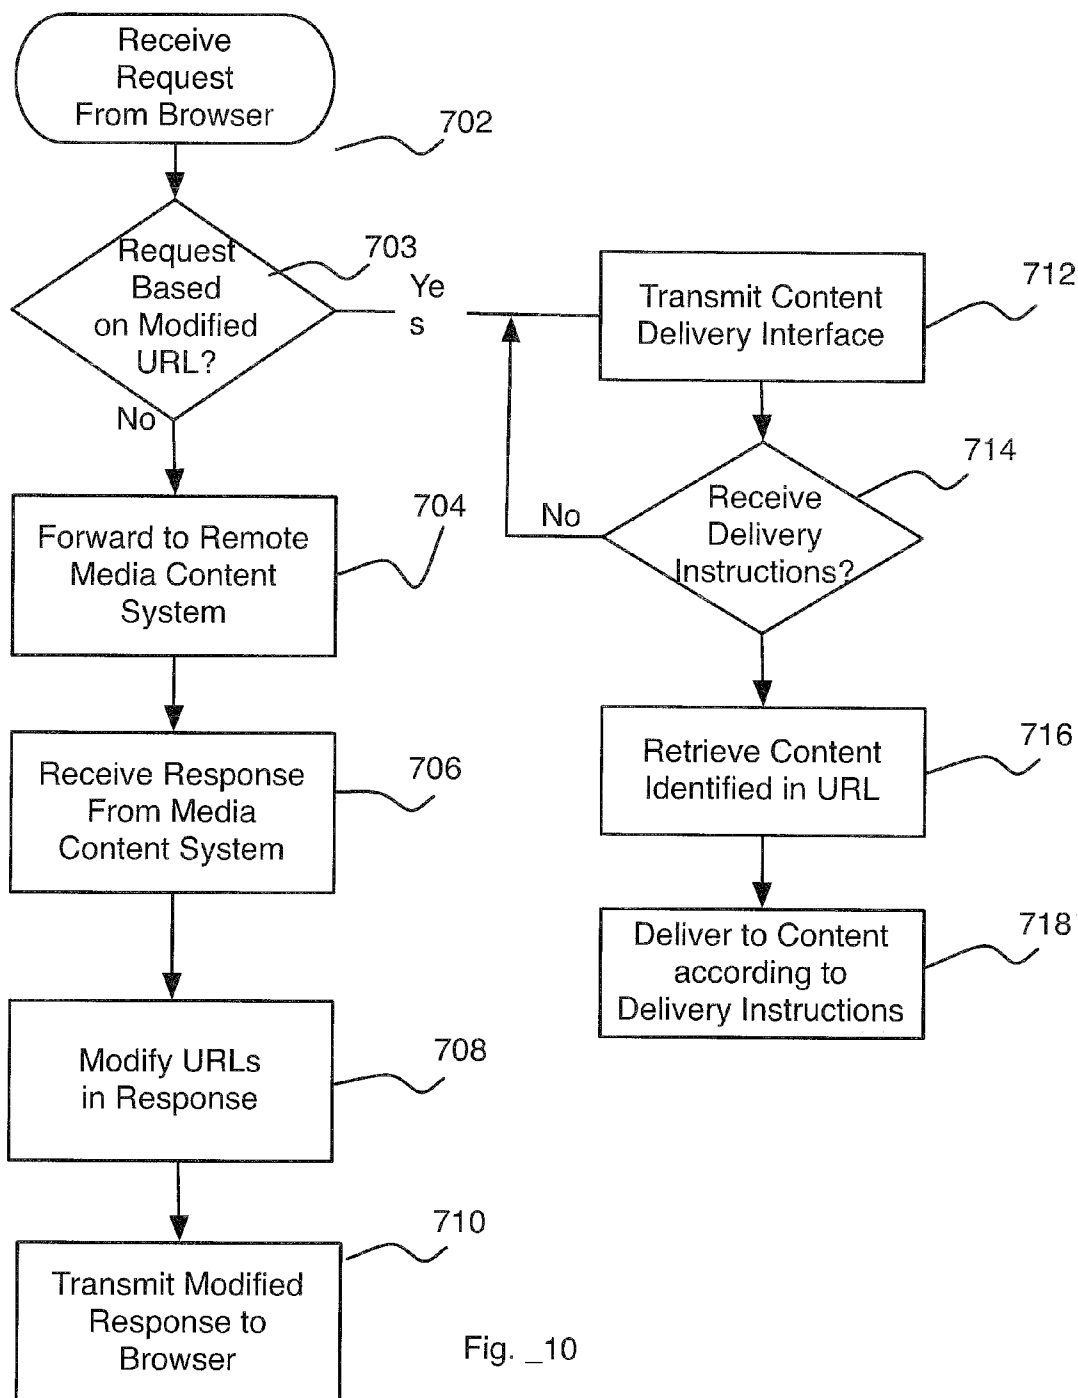 Receive
Request
From Browser
702
Request
Based
on Modified
URL?
703
Ye
s
No
Forward to Remote
Media Content
System
704
Receive Response
From Media
Content System
706
Modify URLs
in Response
708
Transmit Modified
Response to
Browser
710
Transmit Content
Delivery Interface
712
Receive
Delivery
Instructions?
714
No
Retrieve Content
Identified in URL
716
Deliver to Content
according to
Delivery Instructions
718
Fig. _10